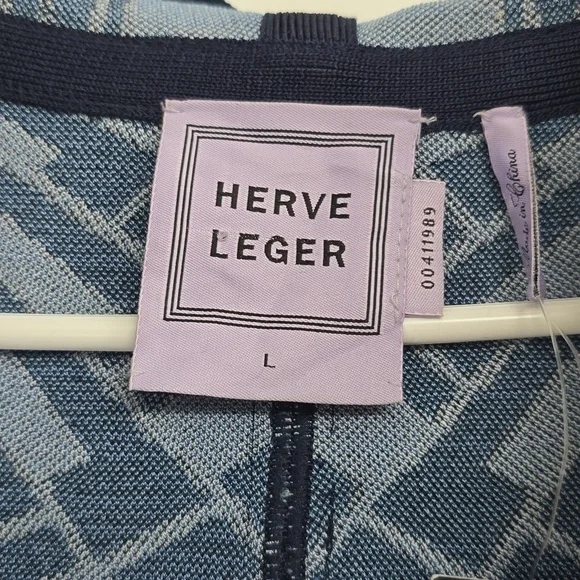 HERVE
LEGER
L
00411989
Made in China